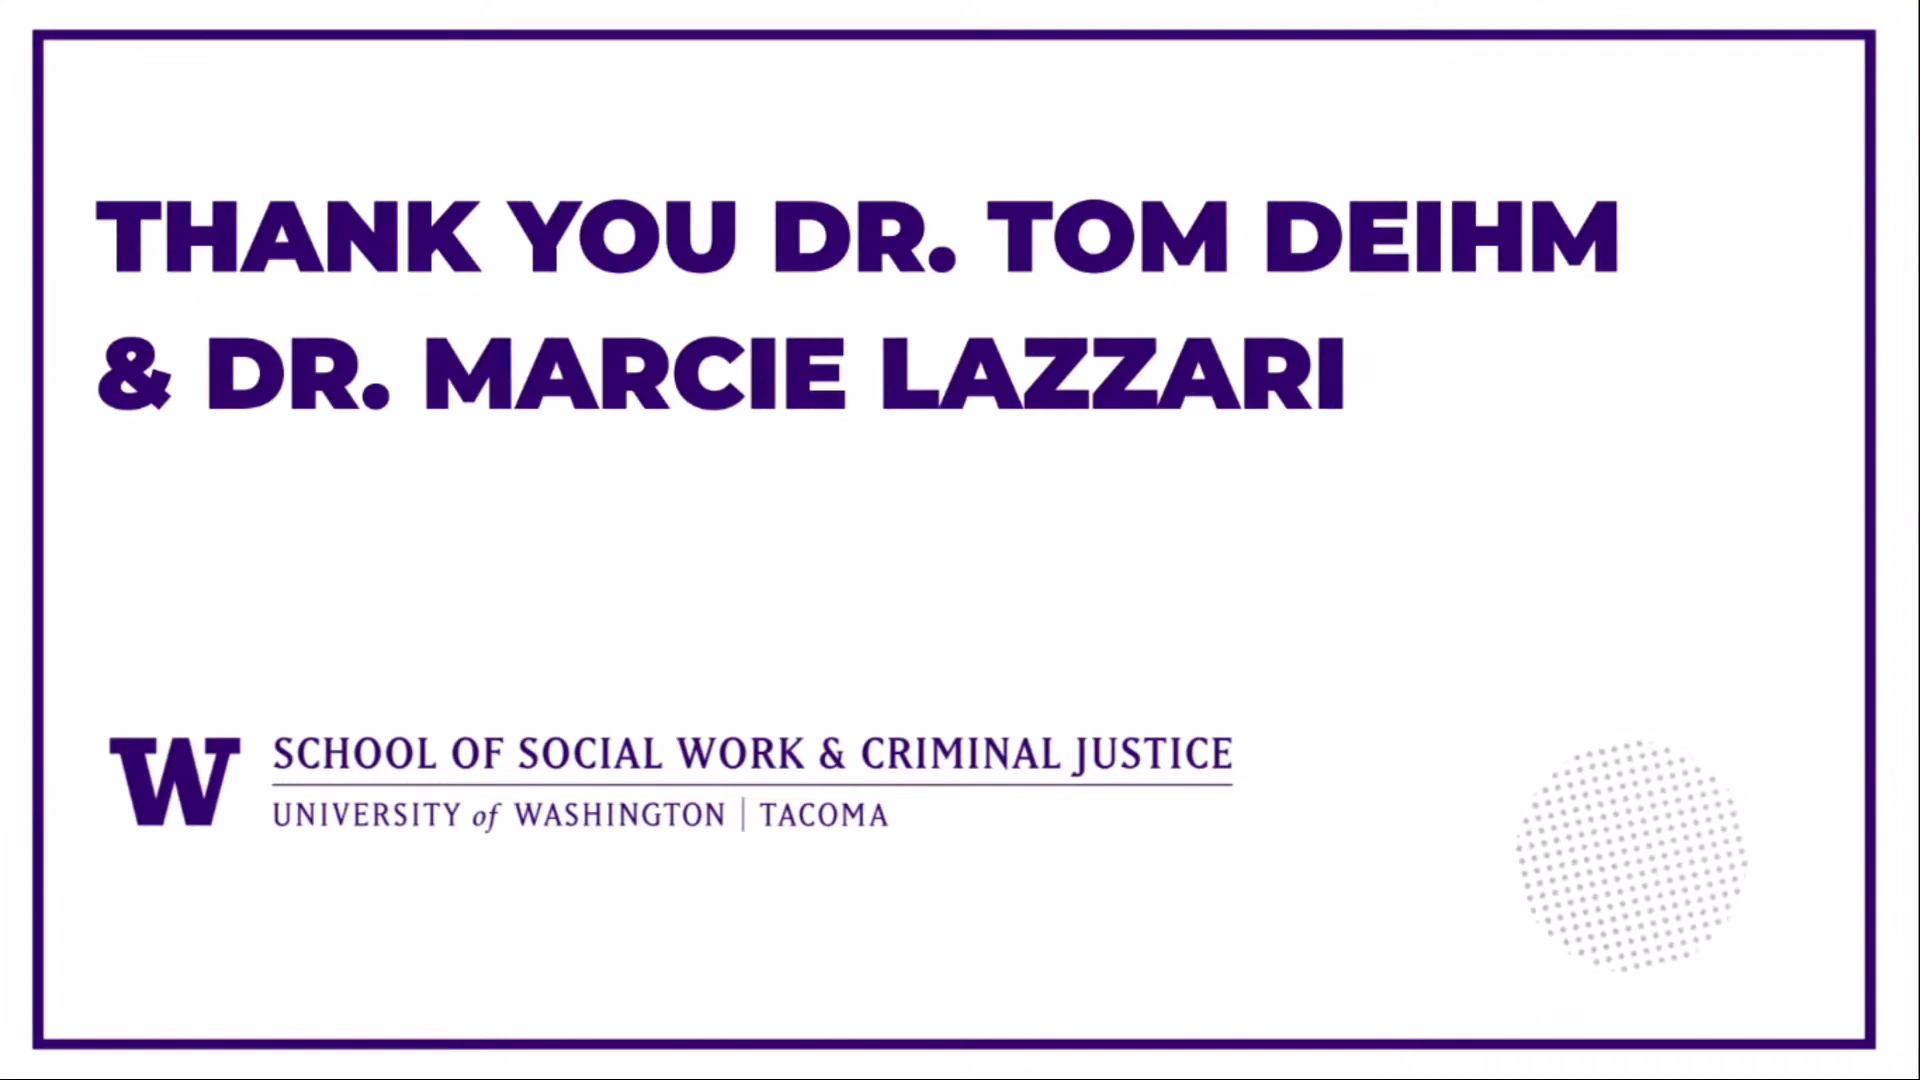 THANK YOU DR. TOM DEIHM
& DR. MARCIE LAZZARI
W SCHOOL OF SOCIAL WORK & CRIMINAL JUSTICE
UNIVERSITY of WASHINGTON | TACOMA